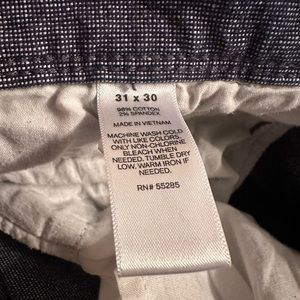 31 x 30
98% COTTON
2% SPANDEX
MADE IN VIETNAM
MACHINE WASH COLD
WITH LIKE COLORS.
ONLY NON-CHLORINE
BLEACH WHEN
NEEDED. TUMBLE DRY
LOW. WARM IRON IF
NEEDED.
RN# 55285